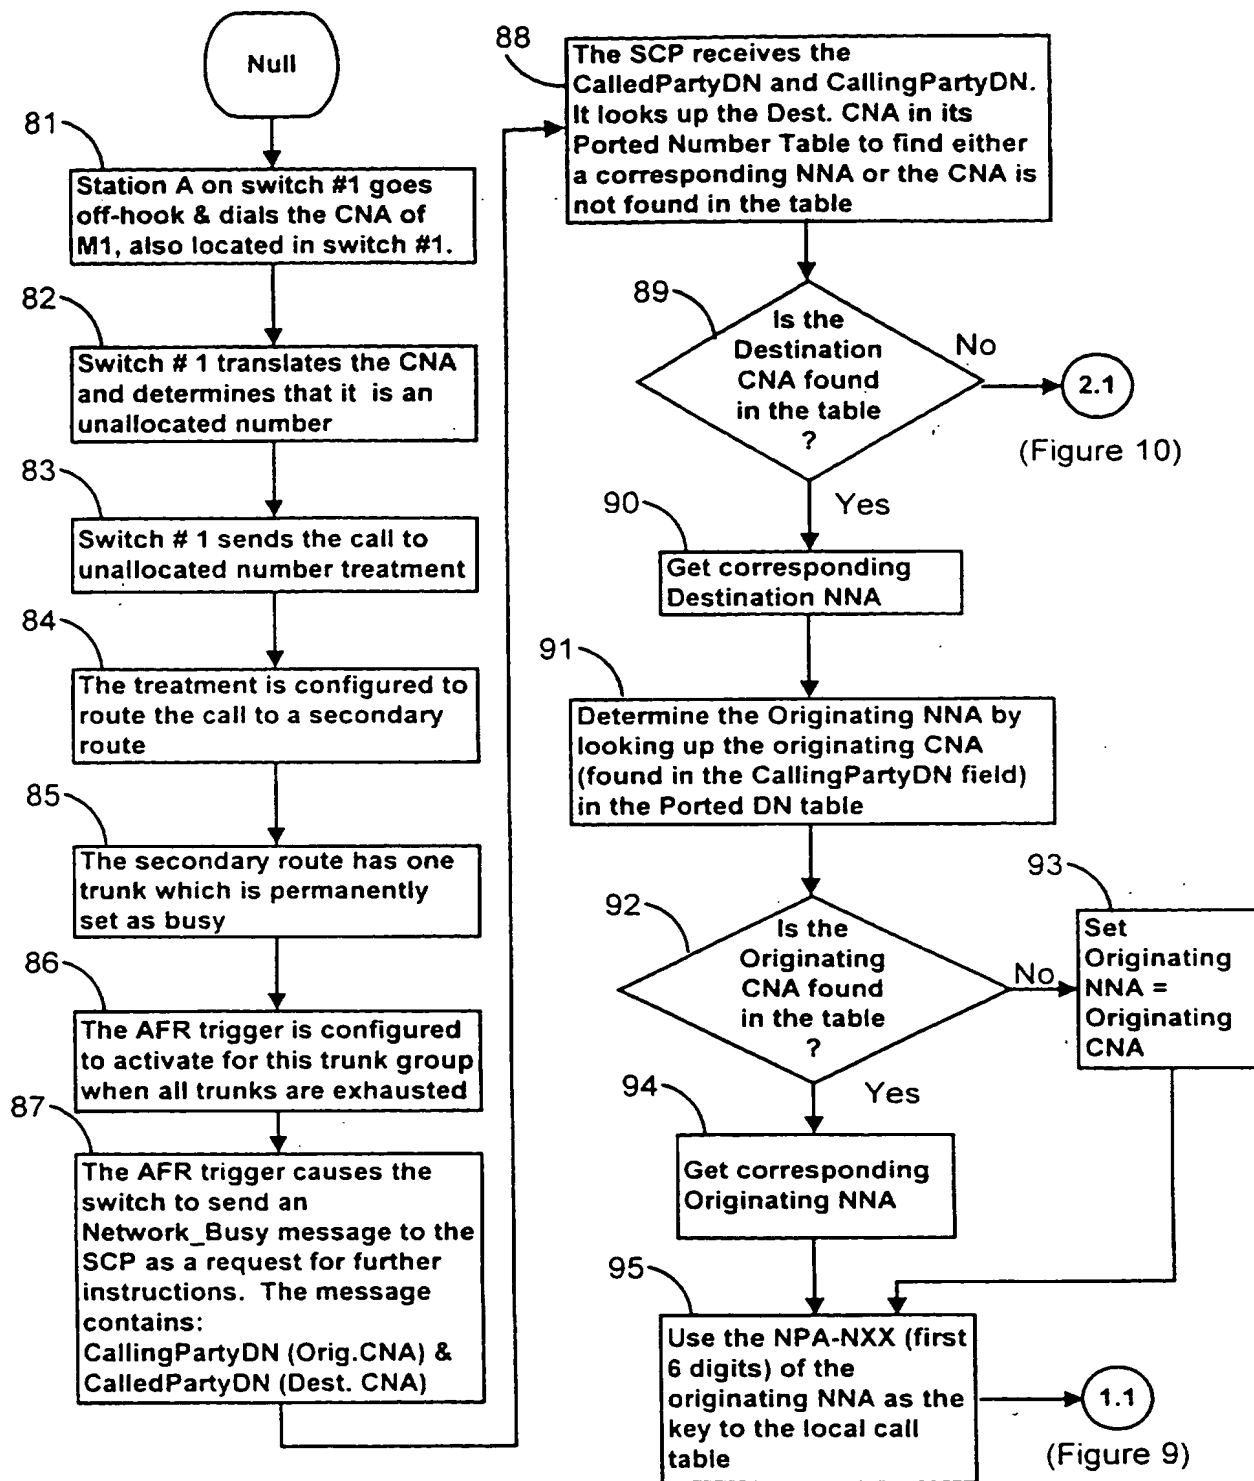 Null
81
Station A on switch #1 goes
off-hook & dials the CNA of
M1, also located in switch #1.
82
Switch # 1 translates the CNA
and determines that it is an
unallocated number
83
Switch # 1 sends the call to
unallocated number treatment
84
The treatment is configured to
route the call to a secondary
route
85
The secondary route has one
trunk which is permanently
set as busy
86
The AFR trigger is configured
to activate for this trunk group
when all trunks are exhausted
87
The AFR trigger causes the
switch to send an
Network_Busy message to the
SCP as a request for further
instructions. The message
contains:
CallingPartyDN (Orig.CNA) &
CalledPartyDN (Dest. CNA)
88
The SCP receives the
CalledPartyDN and CallingPartyDN.
It looks up the Dest. CNA in its
Ported Number Table to find either
a corresponding NNA or the CNA is
not found in the table
89
Is the
Destination
CNA found
in the table
?
No
2.1
(Figure 10)
Yes
90
Get corresponding
Destination NNA
91
Determine the Originating NNA by
looking up the originating CNA
(found in the CallingPartyDN field)
in the Ported DN table
92
Is the
Originating
CNA found
in the table
?
No
93
Set
Originating
NNA =
Originating
CNA
Yes
94
Get corresponding
Originating NNA
95
Use the NPA-NXX (first
6 digits) of the
originating NNA as the
key to the local call
table
1.1
(Figure 9)